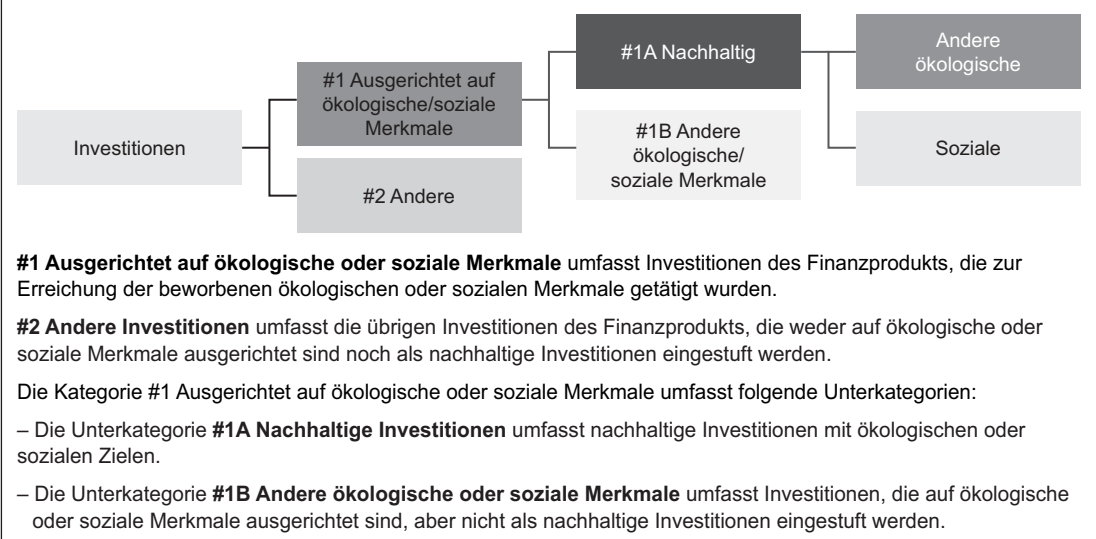 Investitionen
#1 Ausgerichtet auf
ökologische/soziale
Merkmale
#2 Andere
#1A Nachhaltig
#1B Andere
ökologische/
soziale Merkmale
Andere
ökologische
Soziale
#1 Ausgerichtet auf ökologische oder soziale Merkmale umfasst Investitionen des Finanzprodukts, die zur
Erreichung der beworbenen ökologischen oder sozialen Merkmale getätigt wurden.
#2 Andere Investitionen umfasst die übrigen Investitionen des Finanzprodukts, die weder auf ökologische oder
soziale Merkmale ausgerichtet sind noch als nachhaltige Investitionen eingestuft werden.
Die Kategorie #1 Ausgerichtet auf ökologische oder soziale Merkmale umfasst folgende Unterkategorien:
– Die Unterkategorie #1A Nachhaltige Investitionen umfasst nachhaltige Investitionen mit ökologischen oder
sozialen Zielen.
– Die Unterkategorie #1B Andere ökologische oder soziale Merkmale umfasst Investitionen, die auf ökologische
oder soziale Merkmale ausgerichtet sind, aber nicht als nachhaltige Investitionen eingestuft werden.